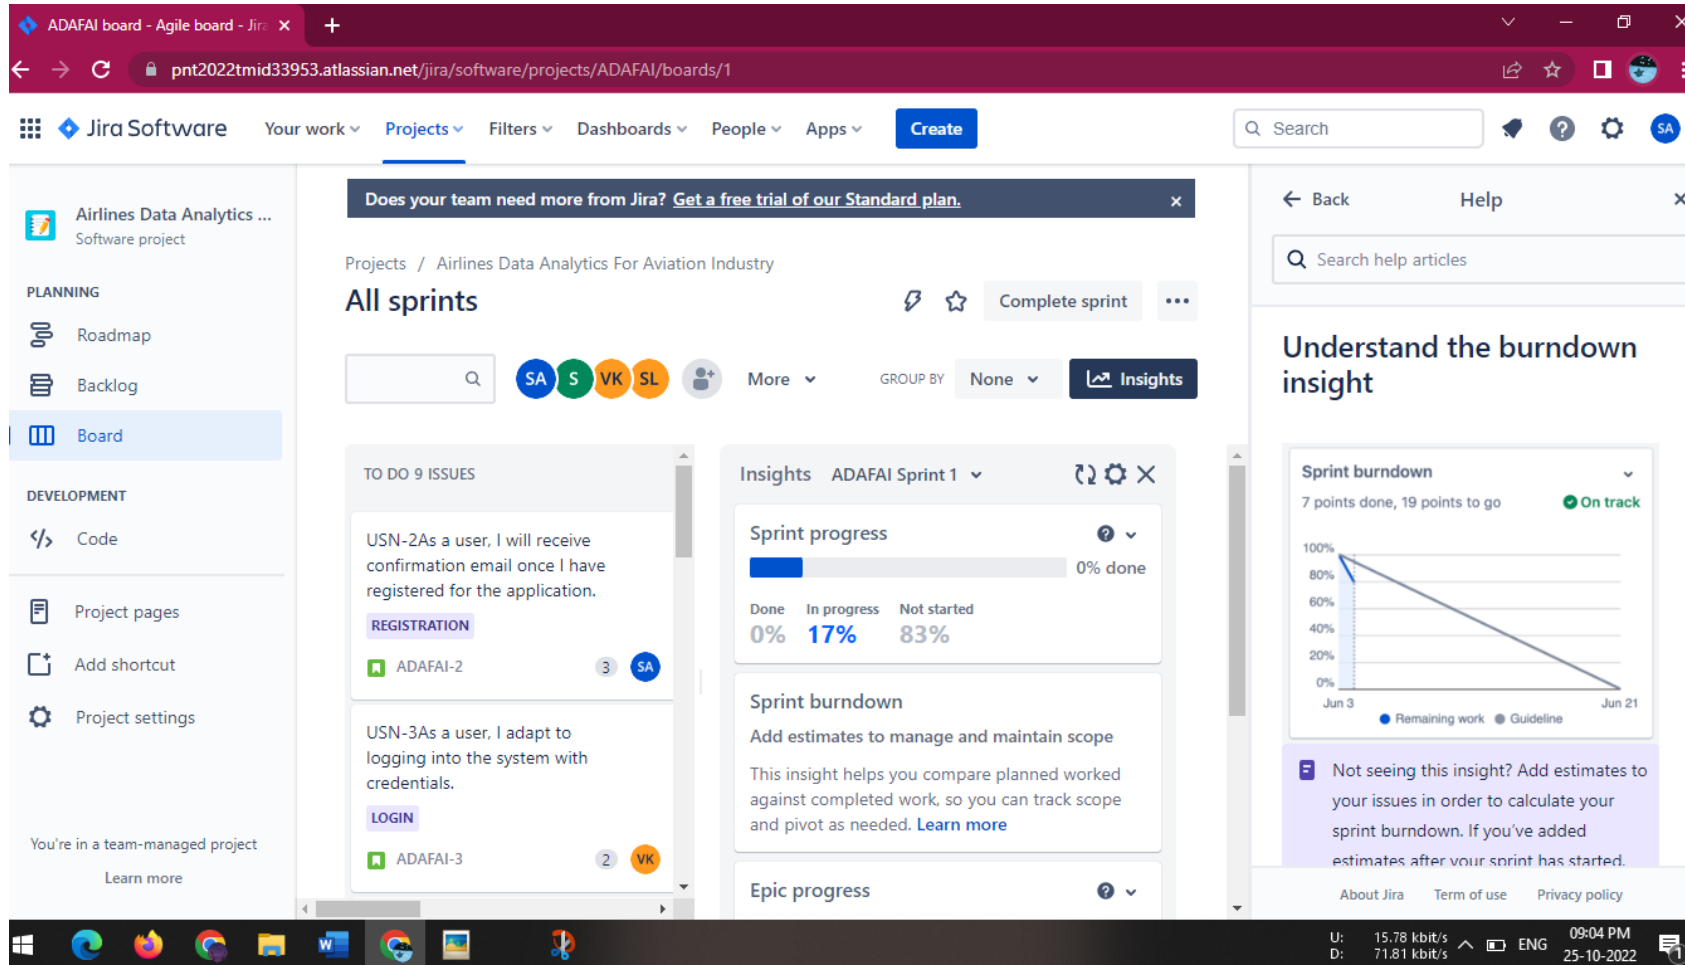 ADAFAI board - Agile board - Jira
pnt2022tmid33953.atlassian.net/jira/software/projects/ADAFAI/boards/1
Jira Software
Your work
Projects
Filters
Dashboards
People
Apps
Create
Search
SA
Airlines Data Analytics ...
Software project
PLANNING
Roadmap
Backlog
Board
DEVELOPMENT
Code
Project pages
Add shortcut
Project settings
You're in a team-managed project
Learn more
Does your team need more from Jira? Get a free trial of our Standard plan.
Projects / Airlines Data Analytics For Aviation Industry
All sprints
Complete sprint
SA S VK SL
More
GROUP BY None
Insights
TO DO 9 ISSUES
USN-2As a user, I will receive
confirmation email once I have
registered for the application.
REGISTRATION
ADAFAI-2 3 SA
USN-3As a user, I adapt to
logging into the system with
credentials.
LOGIN
ADAFAI-3 2 VK
Insights ADAFAI Sprint 1
Sprint progress
0% done
Done In progress Not started
0% 17% 83%
Sprint burndown
Add estimates to manage and maintain scope
This insight helps you compare planned worked
against completed work, so you can track scope
and pivot as needed. Learn more
Epic progress
Back
Help
Search help articles
Understand the burndown
insight
Sprint burndown
7 points done, 19 points to go On track
100%
80%
60%
40%
20%
0%
Jun 3 Jun 21
Remaining work Guideline
Not seeing this insight? Add estimates to
your issues in order to calculate your
sprint burndown. If you've added
estimates after your sprint has started,
About Jira Term of use Privacy policy
U: 15.78 kbit/s
D: 71.81 kbit/s
ENG
09:04 PM
25-10-2022
1